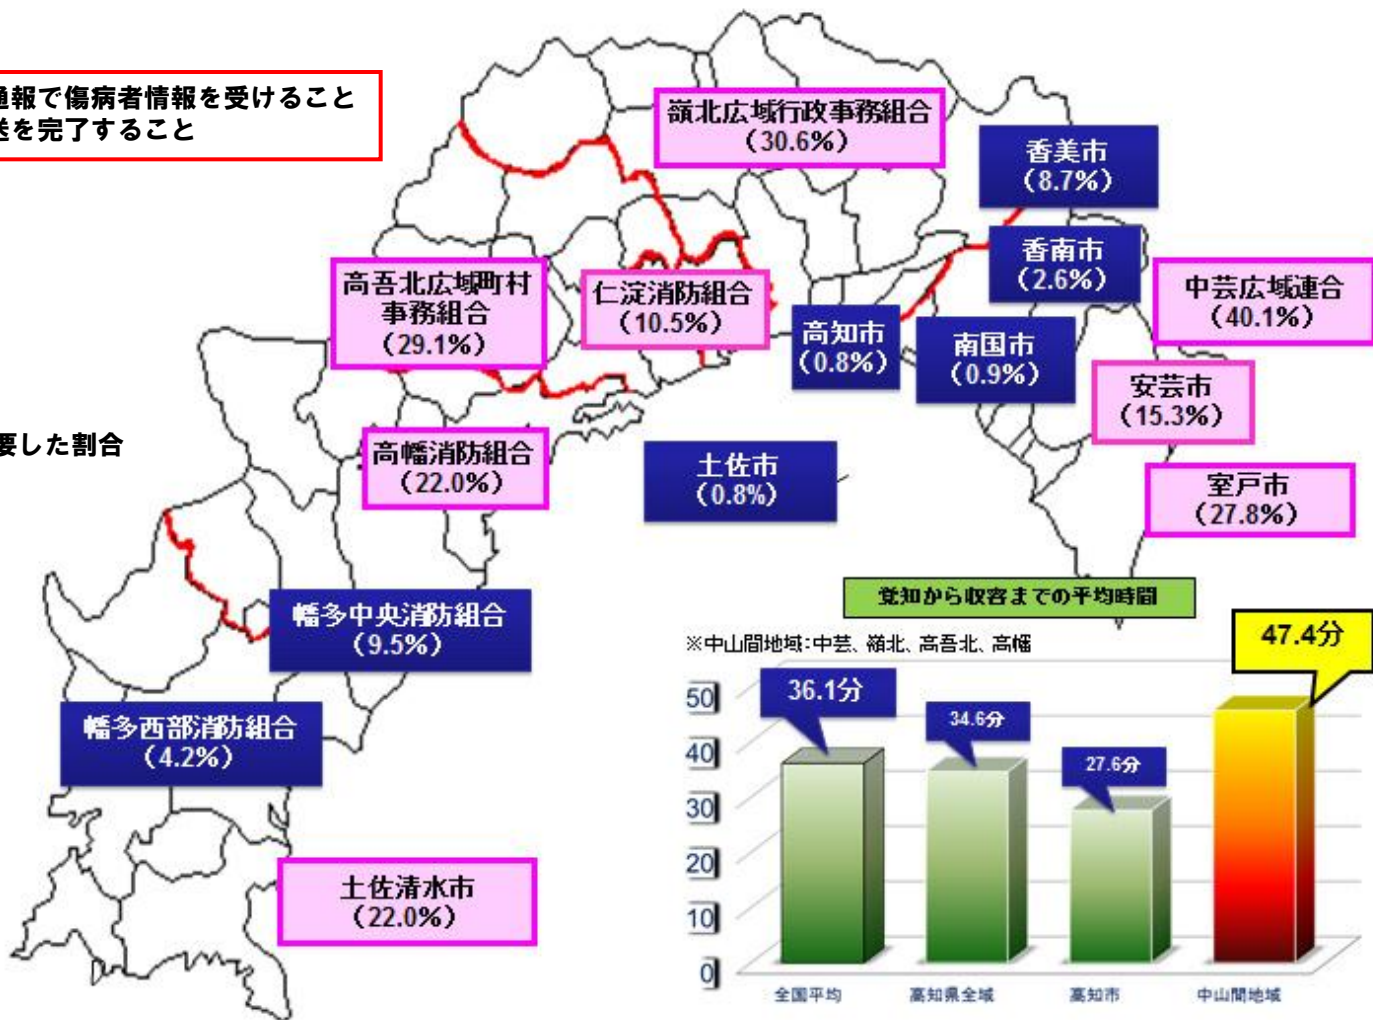 通報で傷病者情報を受けること
送を完了すること
嶺北広域行政事務組合
（30.6%）
香美市
（8.7%）
香南市
（2.6%）
高吾北広域町村
事務組合
（29.1%）
仁淀消防組合
（10.5%）
中芸広域連合
（40.1%）
高知市
（0.8%）
南国市
（0.9%）
安芸市
（15.3%）
要した割合
高幡消防組合
（22.0%）
土佐市
（0.8%）
室戸市
（27.8%）
幡多中央消防組合
（9.5%）
幡多西部消防組合
（4.2%）
土佐清水市
（22.0%）
覚知から収容までの平均時間
※中山間地域：中芸、嶺北、高吾北、高幡
47.4分
36.1分
34.6分
27.6分
50
40
30
20
10
0
全国平均
高知県全域
高知市
中山間地域